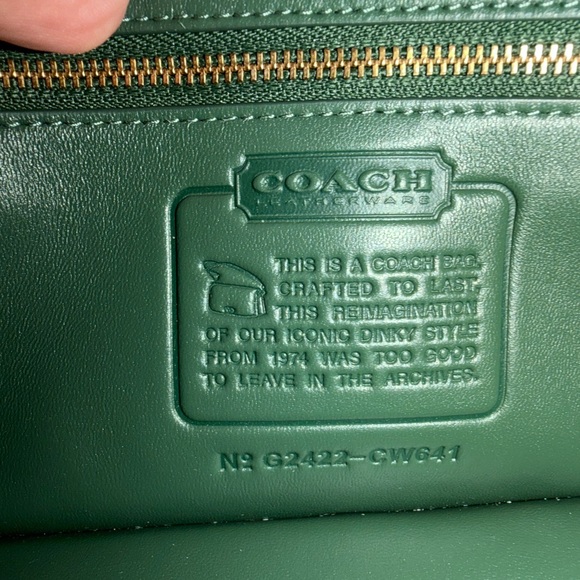 COACH
LEATHERWARE
THIS IS A COACH BAG.
CRAFTED TO LAST,
THIS REIMAGINATION
OF OUR ICONIC DINKY STYLE
FROM 1974 WAS TOO GOOD
TO LEAVE IN THE ARCHIVES.
Nº G2422-CW641